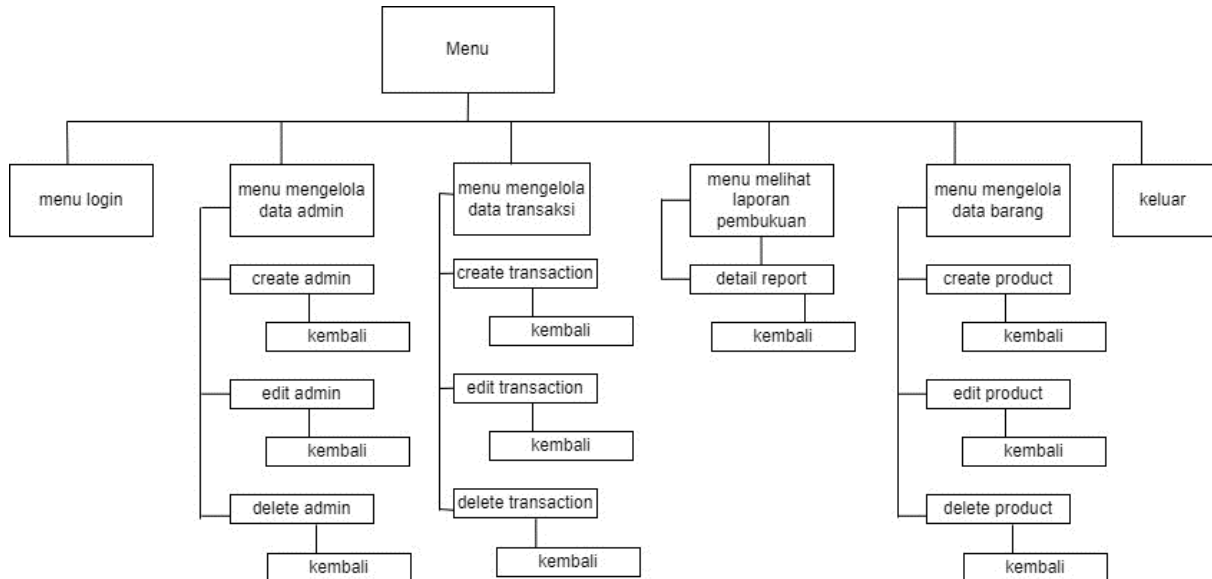 Menu
menu login
menu mengelola
data admin
menu mengelola
data transaksi
menu melihat
laporan
pembukuan
menu mengelola
data barang
keluar
create admin
kembali
edit admin
kembali
delete admin
kembali
create transaction
kembali
edit transaction
kembali
delete transaction
kembali
detail report
kembali
create product
kembali
edit product
kembali
delete product
kembali